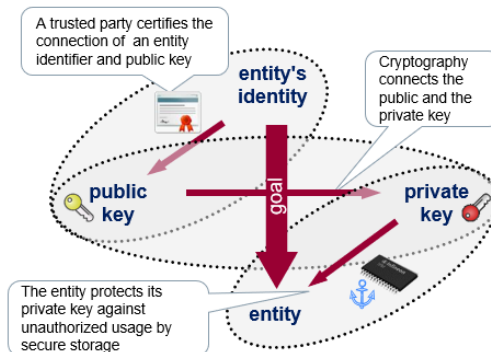 A trusted party certifies the
connection of an entity
identifier and public key
entity's
identity
Cryptography
connects the
public and the
private key
public
key
goal
private
key
The entity protects its
private key against
unauthorized usage by
secure storage
entity